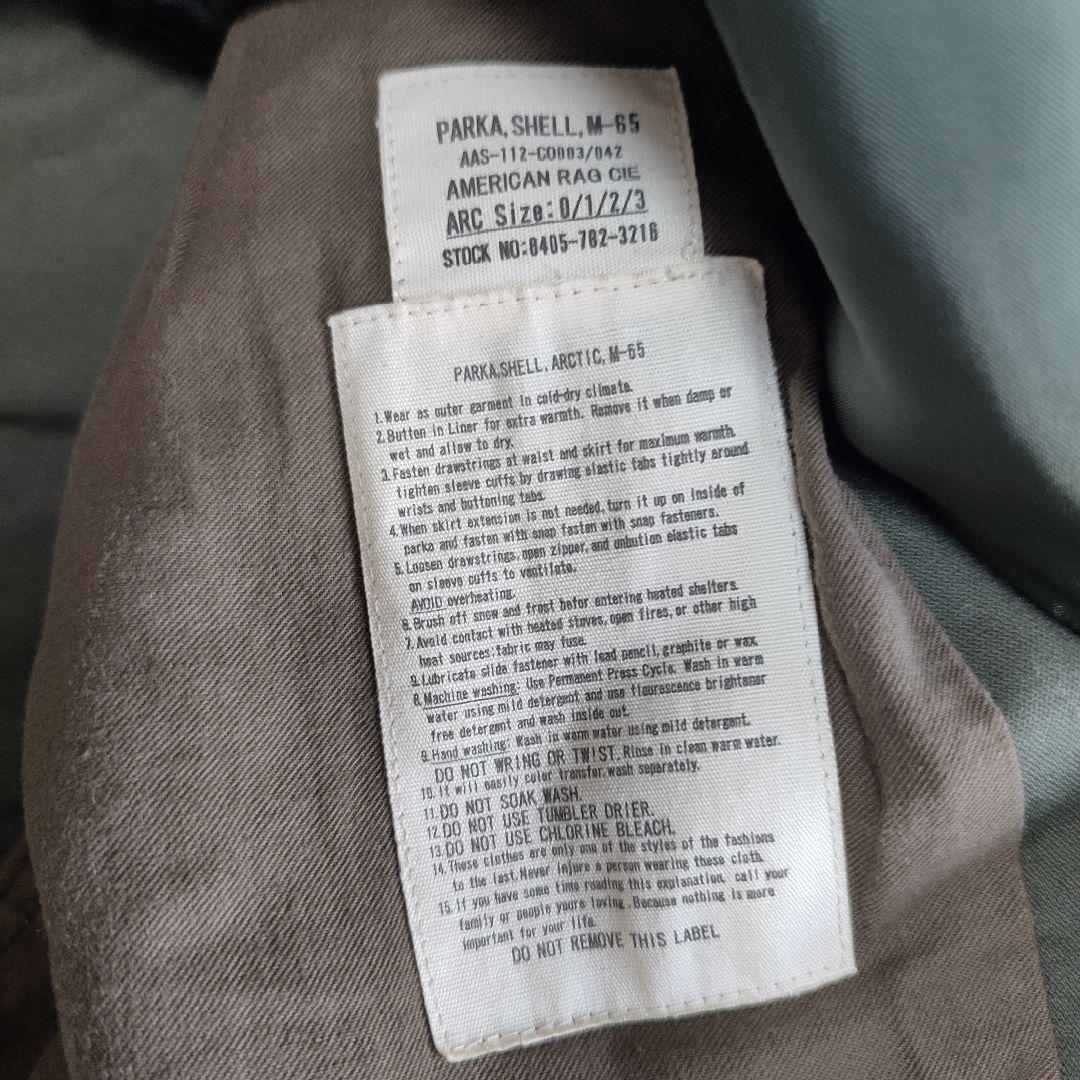 PARKA, SHELL, M-65
AAS-112-C0003/042
AMERICAN RAG CIE
ARC Size:0/1/2/3
STOCK NO:8405-782-3216
PARKA,SHELL, ARCTIC, M-65
1. Wear as outer garment in cold-dry climate.
2. Button in Liner for extra warmth. Remove it when damp or
wet and allow to dry.
3. Fasten drawstrings at waist and skirt for maximum warmth.
tighten sleeve cuffs by drawing elastic tabs tightly around
wrists and buttoning tabs.
4. When skirt extension is not needed, turn it up on inside of
parka and fasten with snap fasteners.
5. Loosen drawstrings, open zipper, and unbution elastic tabs
on sleeve cuffs to ventilate.
AVOID overheating.
6. Brush off snow and frost befor entering heated shelters.
7. Avoid contact with heated stoves, open fires, or other high
heat sources:fabric may fuse.
9. Lubricate slide fastener with lead pencil, graphite or wax.
8. Machine washing: Use Permanent Press Cycle. Wash in warm
water using mild detergent and use flourescence brightener
free detergent and wash inside out.
9. Hand washing: Wash in warm water using mild detergent.
DO NOT WRING OR TWIST. Rinse in clean warm water.
10. It will easily color transfer, wash separately.
11. DO NOT SOAK WASH.
12. DO NOT USE TUMBLER DRIER.
13. DO NOT USE CHLORINE BLEACH.
14. These clothes are only one of the styles of the fashions
to the last. Never injure a person wearing these cloth.
15. If you have some time reading this explanation, call your
family or people yours loving. Because nothing is more
important for your life.
DO NOT REMOVE THIS LABEL